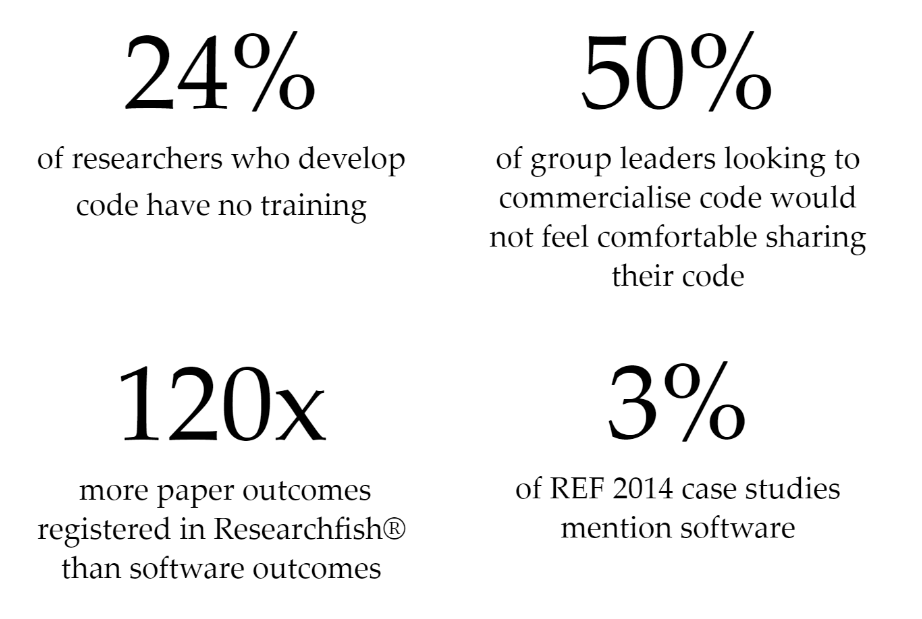 24%
of researchers who develop
code have no training
50%
of group leaders looking to
commercialise code would
not feel comfortable sharing
their code
120x
more paper outcomes
registered in Researchfish®
than software outcomes
3%
of REF 2014 case studies
mention software